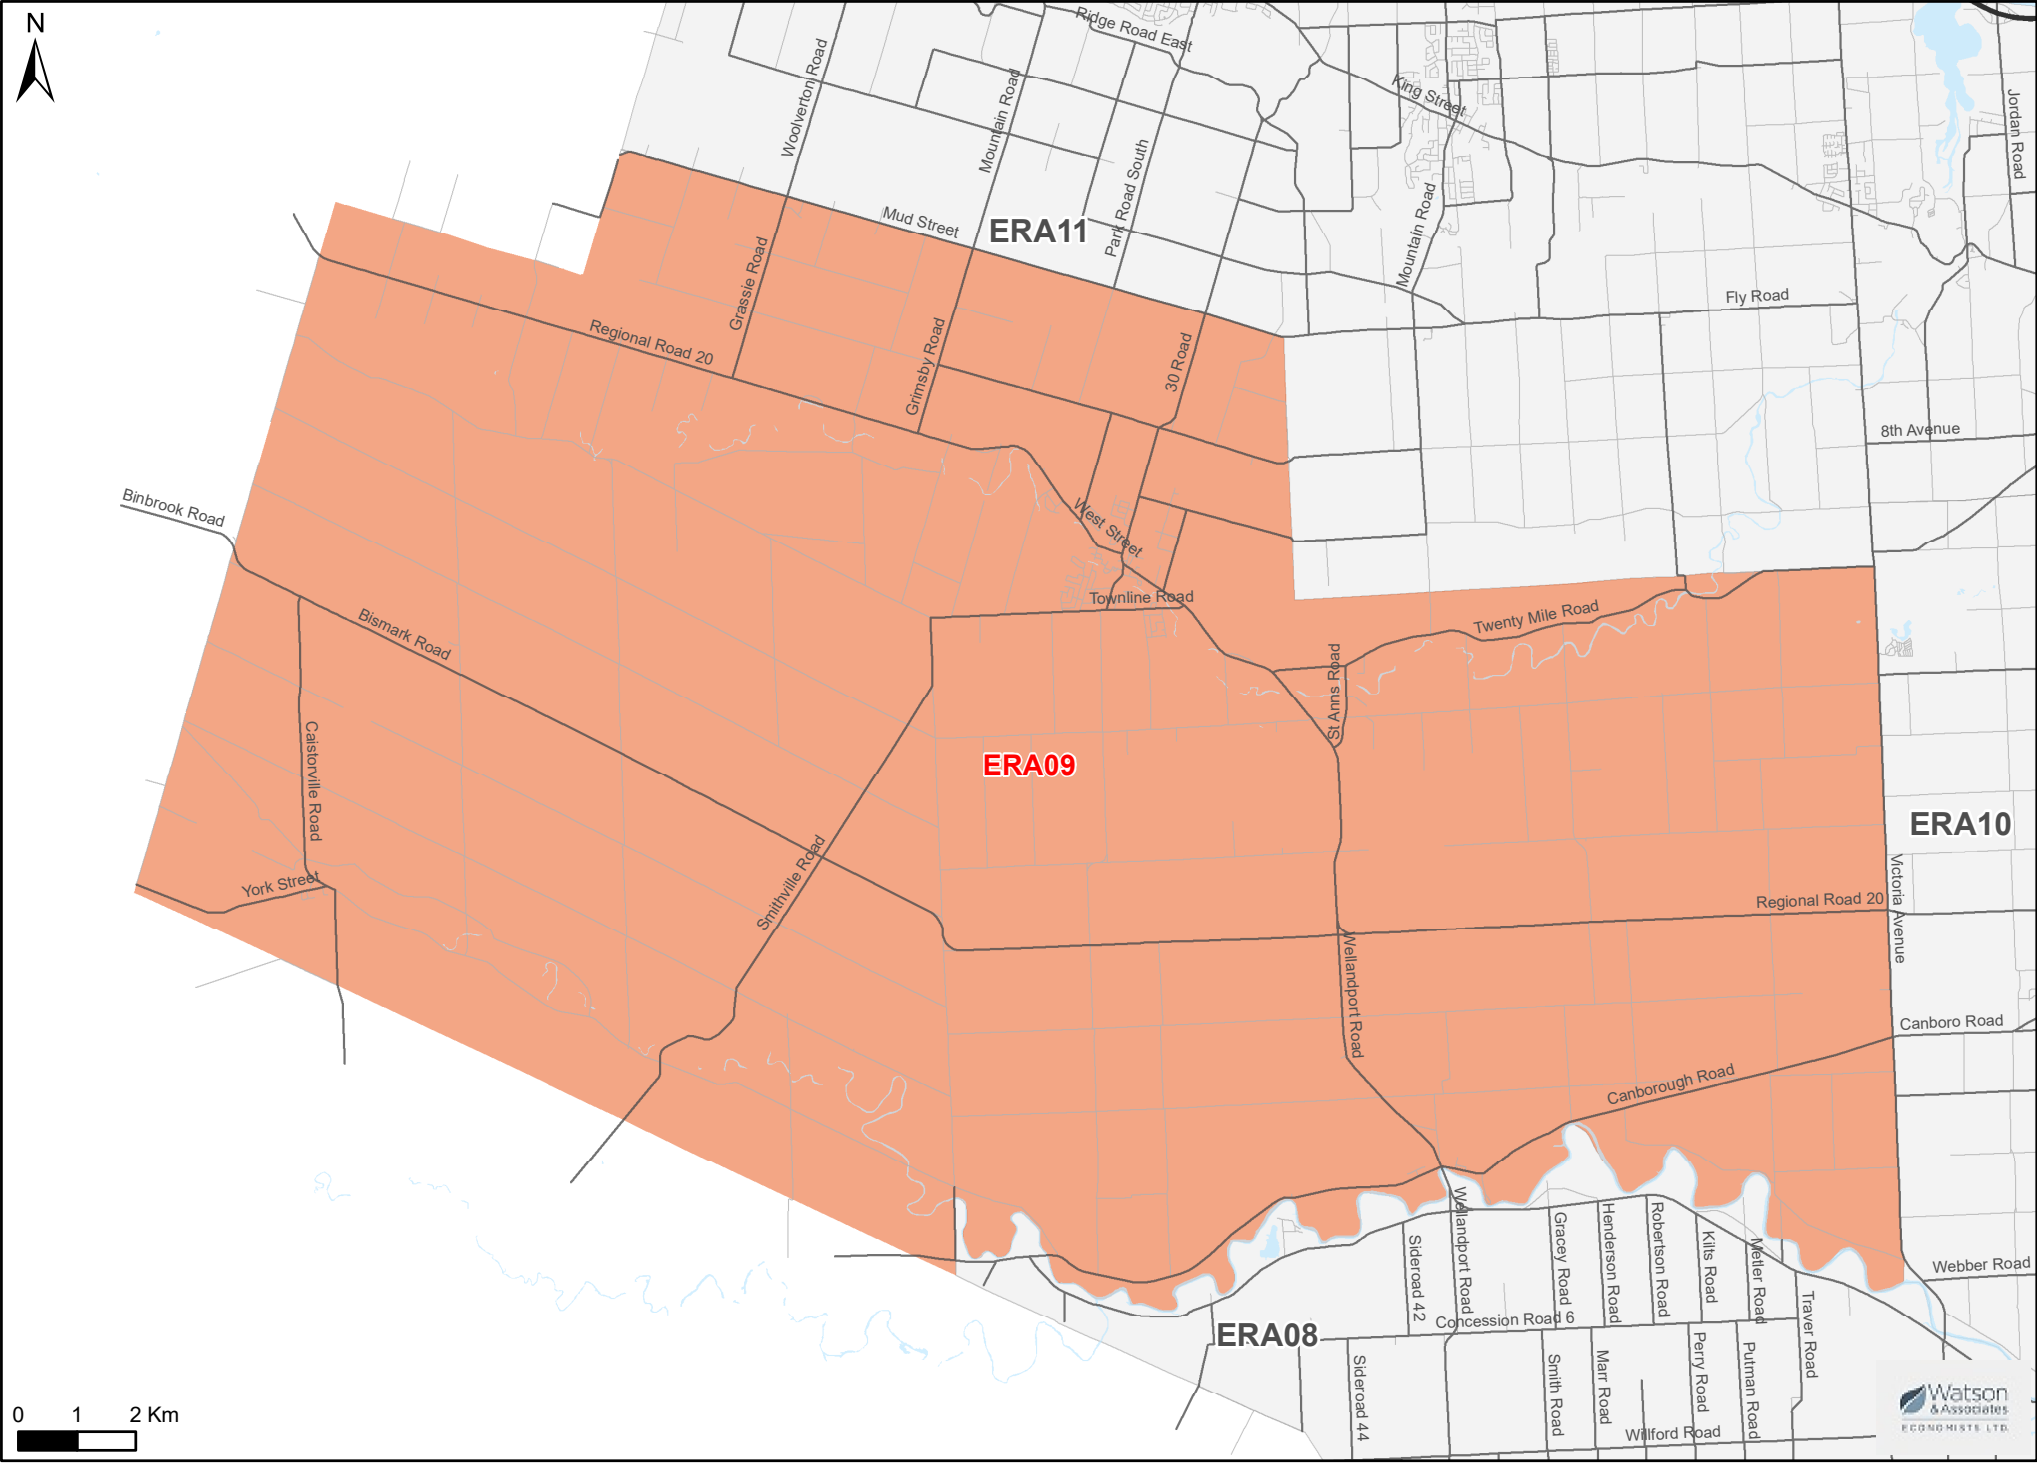 N
Ridge Road East
Woolverton Road
Mountain Road
King Street
Jordan Road
Park Road South
Mud Street
ERA11
Mountain Road
Grassie Road
Fly Road
Regional Road 20
Grimsby Road
30 Road
8th Avenue
Binbrook Road
West Street
Townline Road
Twenty Mile Road
Bismark Road
St Anns Road
Caistorville Road
ERA09
ERA10
Smithville Road
York Street
Victoria Avenue
Regional Road 20
Wellandport Road
Canboro Road
Canborough Road
Wellandport Road
Sideroad 42
Gracey Road
Henderson Road
Robertson Road
Kilts Road
Metler Road
Traver Road
Webber Road
Concession Road 6
ERA08
Sideroad 44
Smith Road
Marr Road
Perry Road
Putman Road
Willford Road
0 1 2 Km
Watson
& Associates
ECONOMISTS LTD.